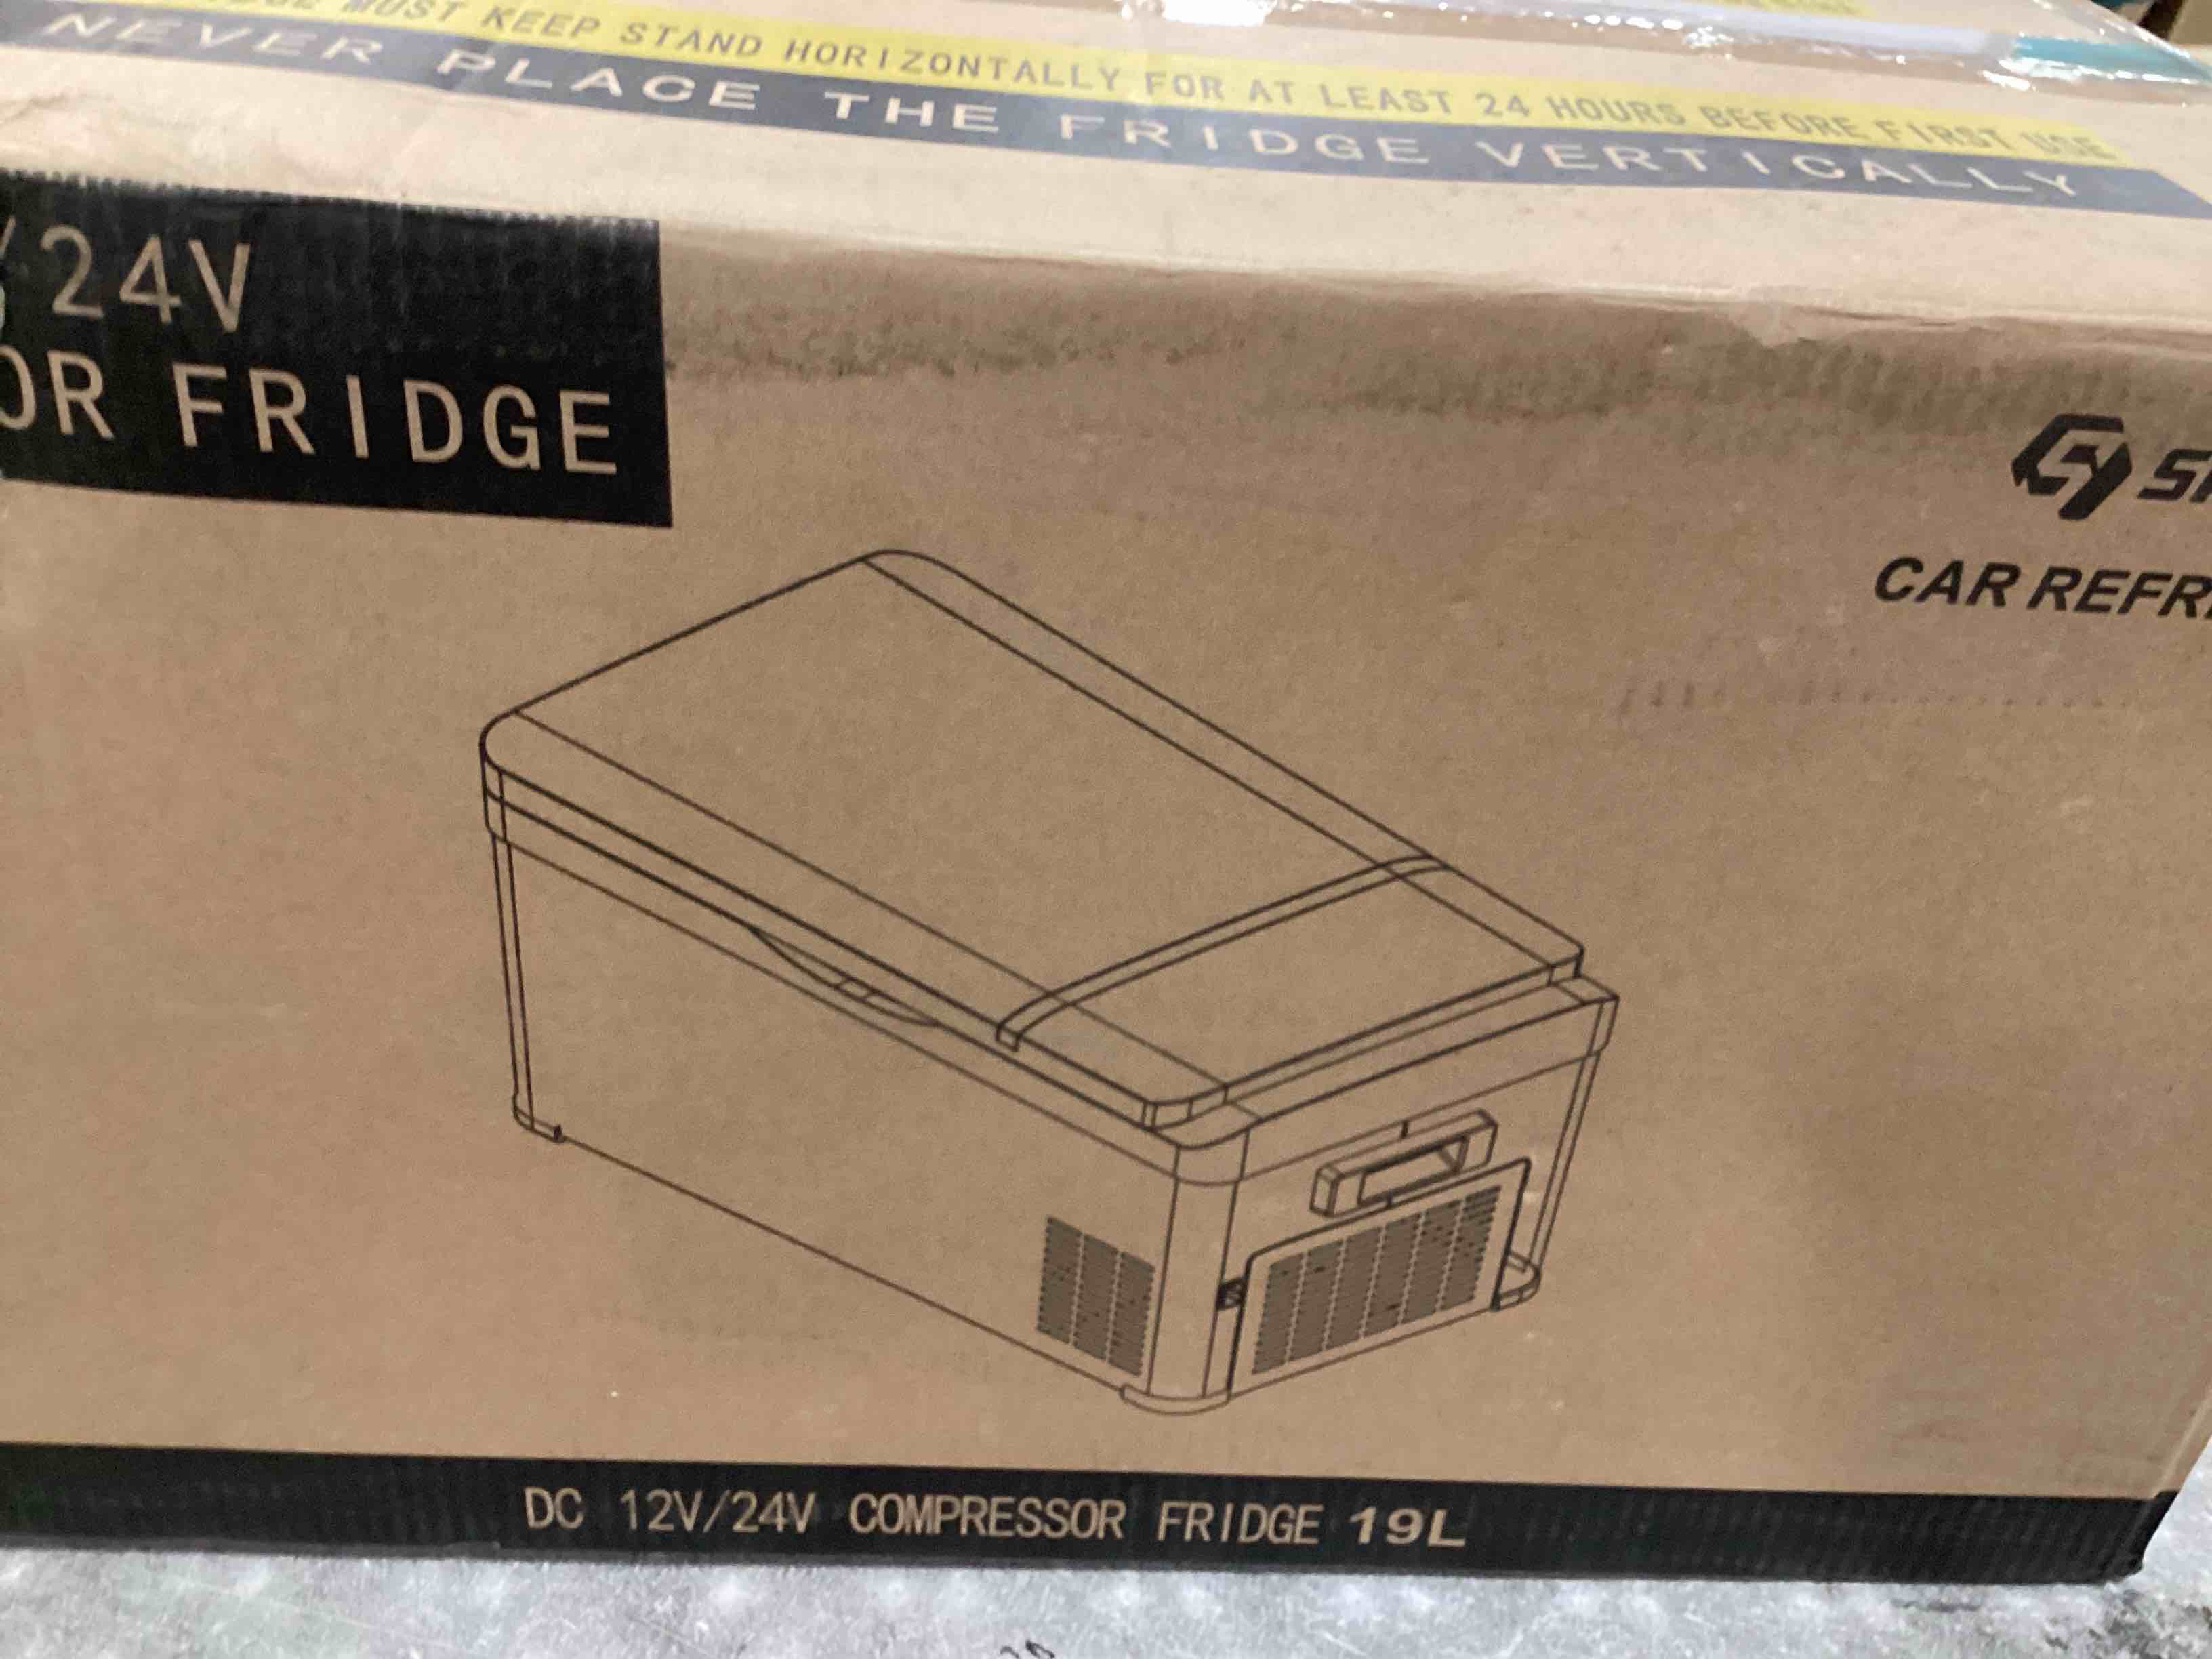 MUST KEEP STAND HORIZONTALLY FOR AT LEAST 24 HOURS BEFORE FIRST USE
NEVER PLACE THE FRIDGE VERTICALLY
/24V
OR FRIDGE
CAR REFR
DC 12V/24V COMPRESSOR FRIDGE 19L